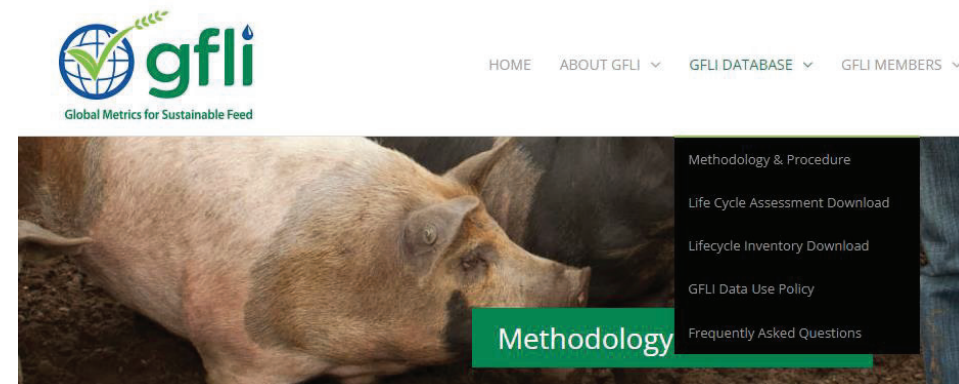 gfli
Global Metrics for Sustainable Feed
HOME ABOUT GFLI GFLI DATABASE GFLI MEMBERS
Methodology & Procedure
Life Cycle Assessment Download
Lifecycle Inventory Download
GFLI Data Use Policy
Frequently Asked Questions
Methodology